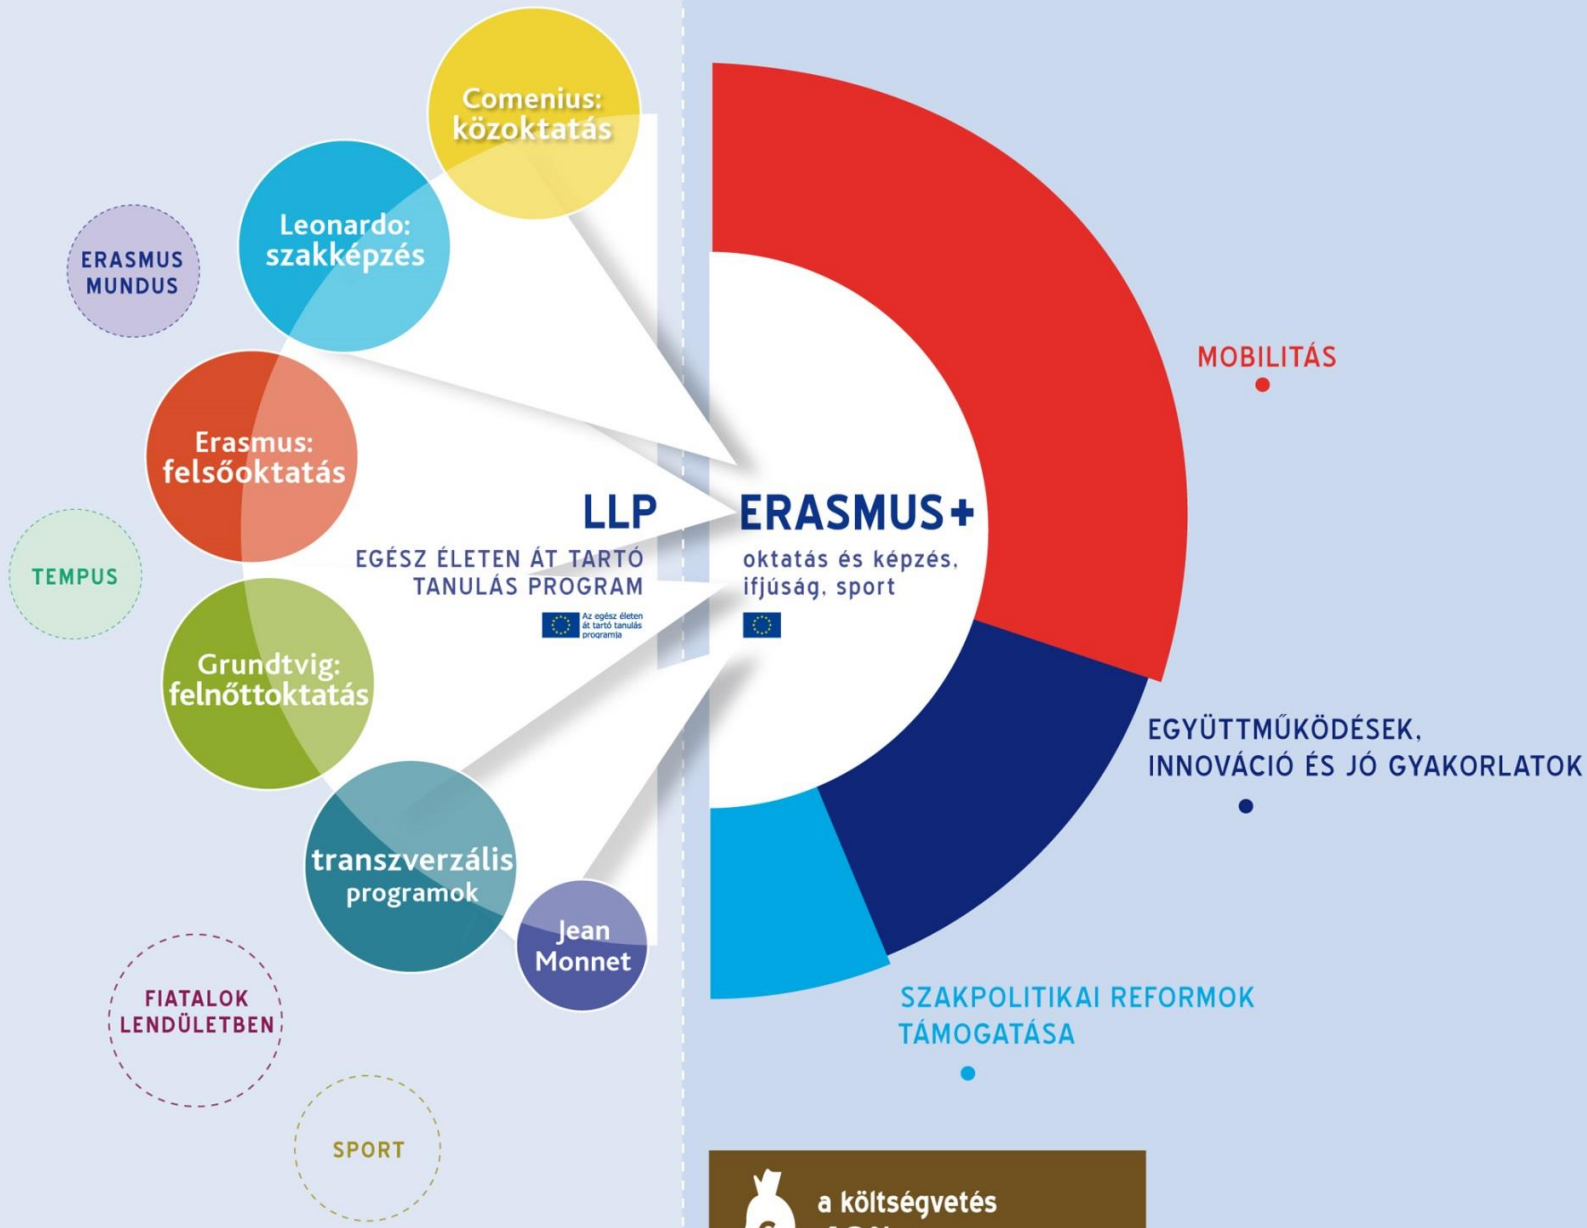 Comenius:
közoktatás
Leonardo:
szakképzés
ERASMUS
MUNDUS
Erasmus:
felsőoktatás
TEMPUS
Grundtvig:
felnőttoktatás
transzverzális
programok
Jean
Monnet
FIATALOK
LENDÜLETBEN
SPORT
LLP
EGÉSZ ÉLETEN ÁT TARTÓ
TANULÁS PROGRAM
Az egész életen
át tartó tanulás
programja
ERASMUS+
oktatás és képzés,
ifjúság, sport
MOBILITÁS
EGYÜTTMŰKÖDÉSEK,
INNOVÁCIÓ ÉS JÓ GYAKORLATOK
SZAKPOLITIKAI REFORMOK
TÁMOGATÁSA
a költségvetés